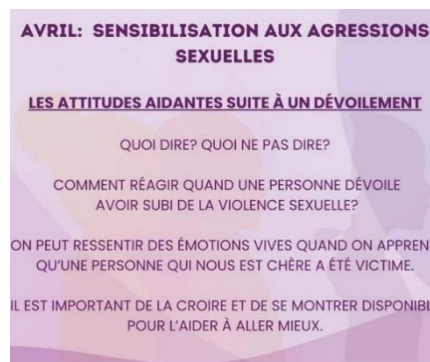 AVRIL: SENSIBILISATION AUX AGRESSIONS
SEXUELLES
LES ATTITUDES AIDANTES SUITE À UN DÉVOILEMENT
QUOI DIRE? QUOI NE PAS DIRE?
COMMENT RÉAGIR QUAND UNE PERSONNE DÉVOILE
AVOIR SUBI DE LA VIOLENCE SEXUELLE?
ON PEUT RESSENTIR DES ÉMOTIONS VIVES QUAND ON APPREN
QU'UNE PERSONNE QUI NOUS EST CHÈRE A ÉTÉ VICTIME.
IL EST IMPORTANT DE LA CROIRE ET DE SE MONTRER DISPONIBL
POUR L'AIDER À ALLER MIEUX.